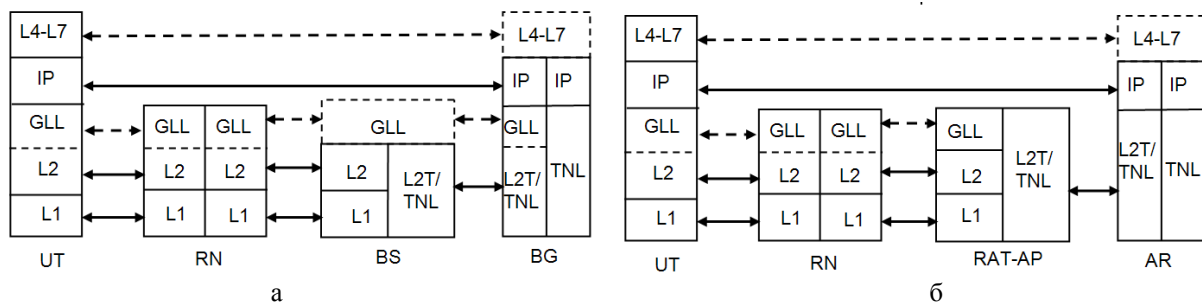 L4-L7 L4-L7 L4-L7 L4-L7
IP IP IP IP IP IP
GLL GLL GLL GLL GLL GLL GLL GLL GLL
L2 L2 L2 L2 L2T/ L2T/ TNL L2 L2 L2 L2 L2T/ L2T/ TNL
TNL TNL TNL TNL
L1 L1 L1 L1 L1 L1 L1 L1
UT RN BS BG UT RN RAT-AP AR
а б